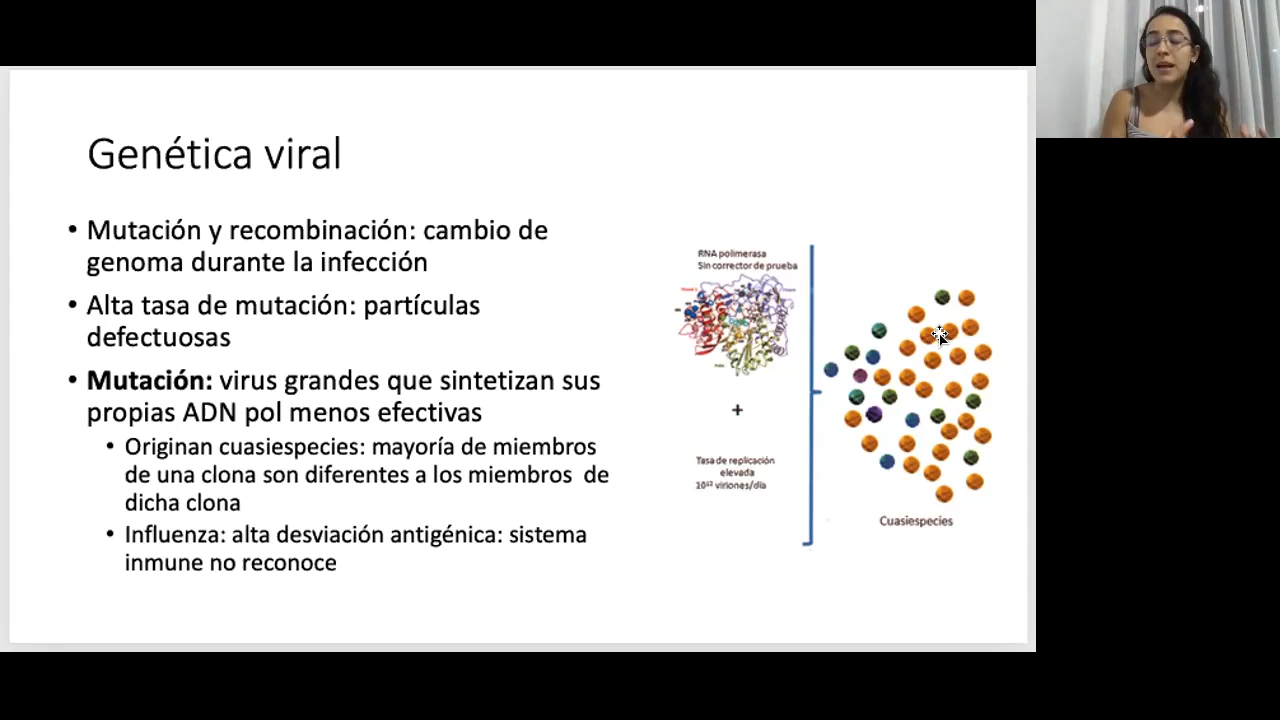 Genética viral
• Mutación y recombinación: cambio de
genoma durante la infección
• Alta tasa de mutación: partículas
defectuosas
• Mutación: virus grandes que sintetizan sus
propias ADN pol menos efectivas
• Originan cuasiespecies: mayoría de miembros
de una clona son diferentes a los miembros de
dicha clona
• Influenza: alta desviación antigénica: sistema
inmune no reconoce
RNA polimerasa
Sin corrector de prueba
+
Tasa de replicación
elevada
10¹² viriones/día
Cuasiespecies